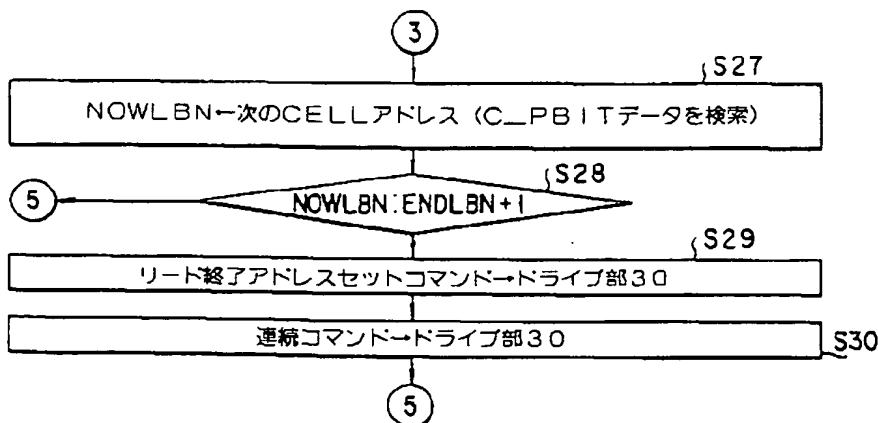 3
S27
NOWLBN←次のCELLアドレス(C_PBITデータを検索)
S28
5
NOWLBN:ENDLBN+1
S29
リード終了アドレスセットコマンド→ドライブ部30
連続コマンド→ドライブ部30
S30
5